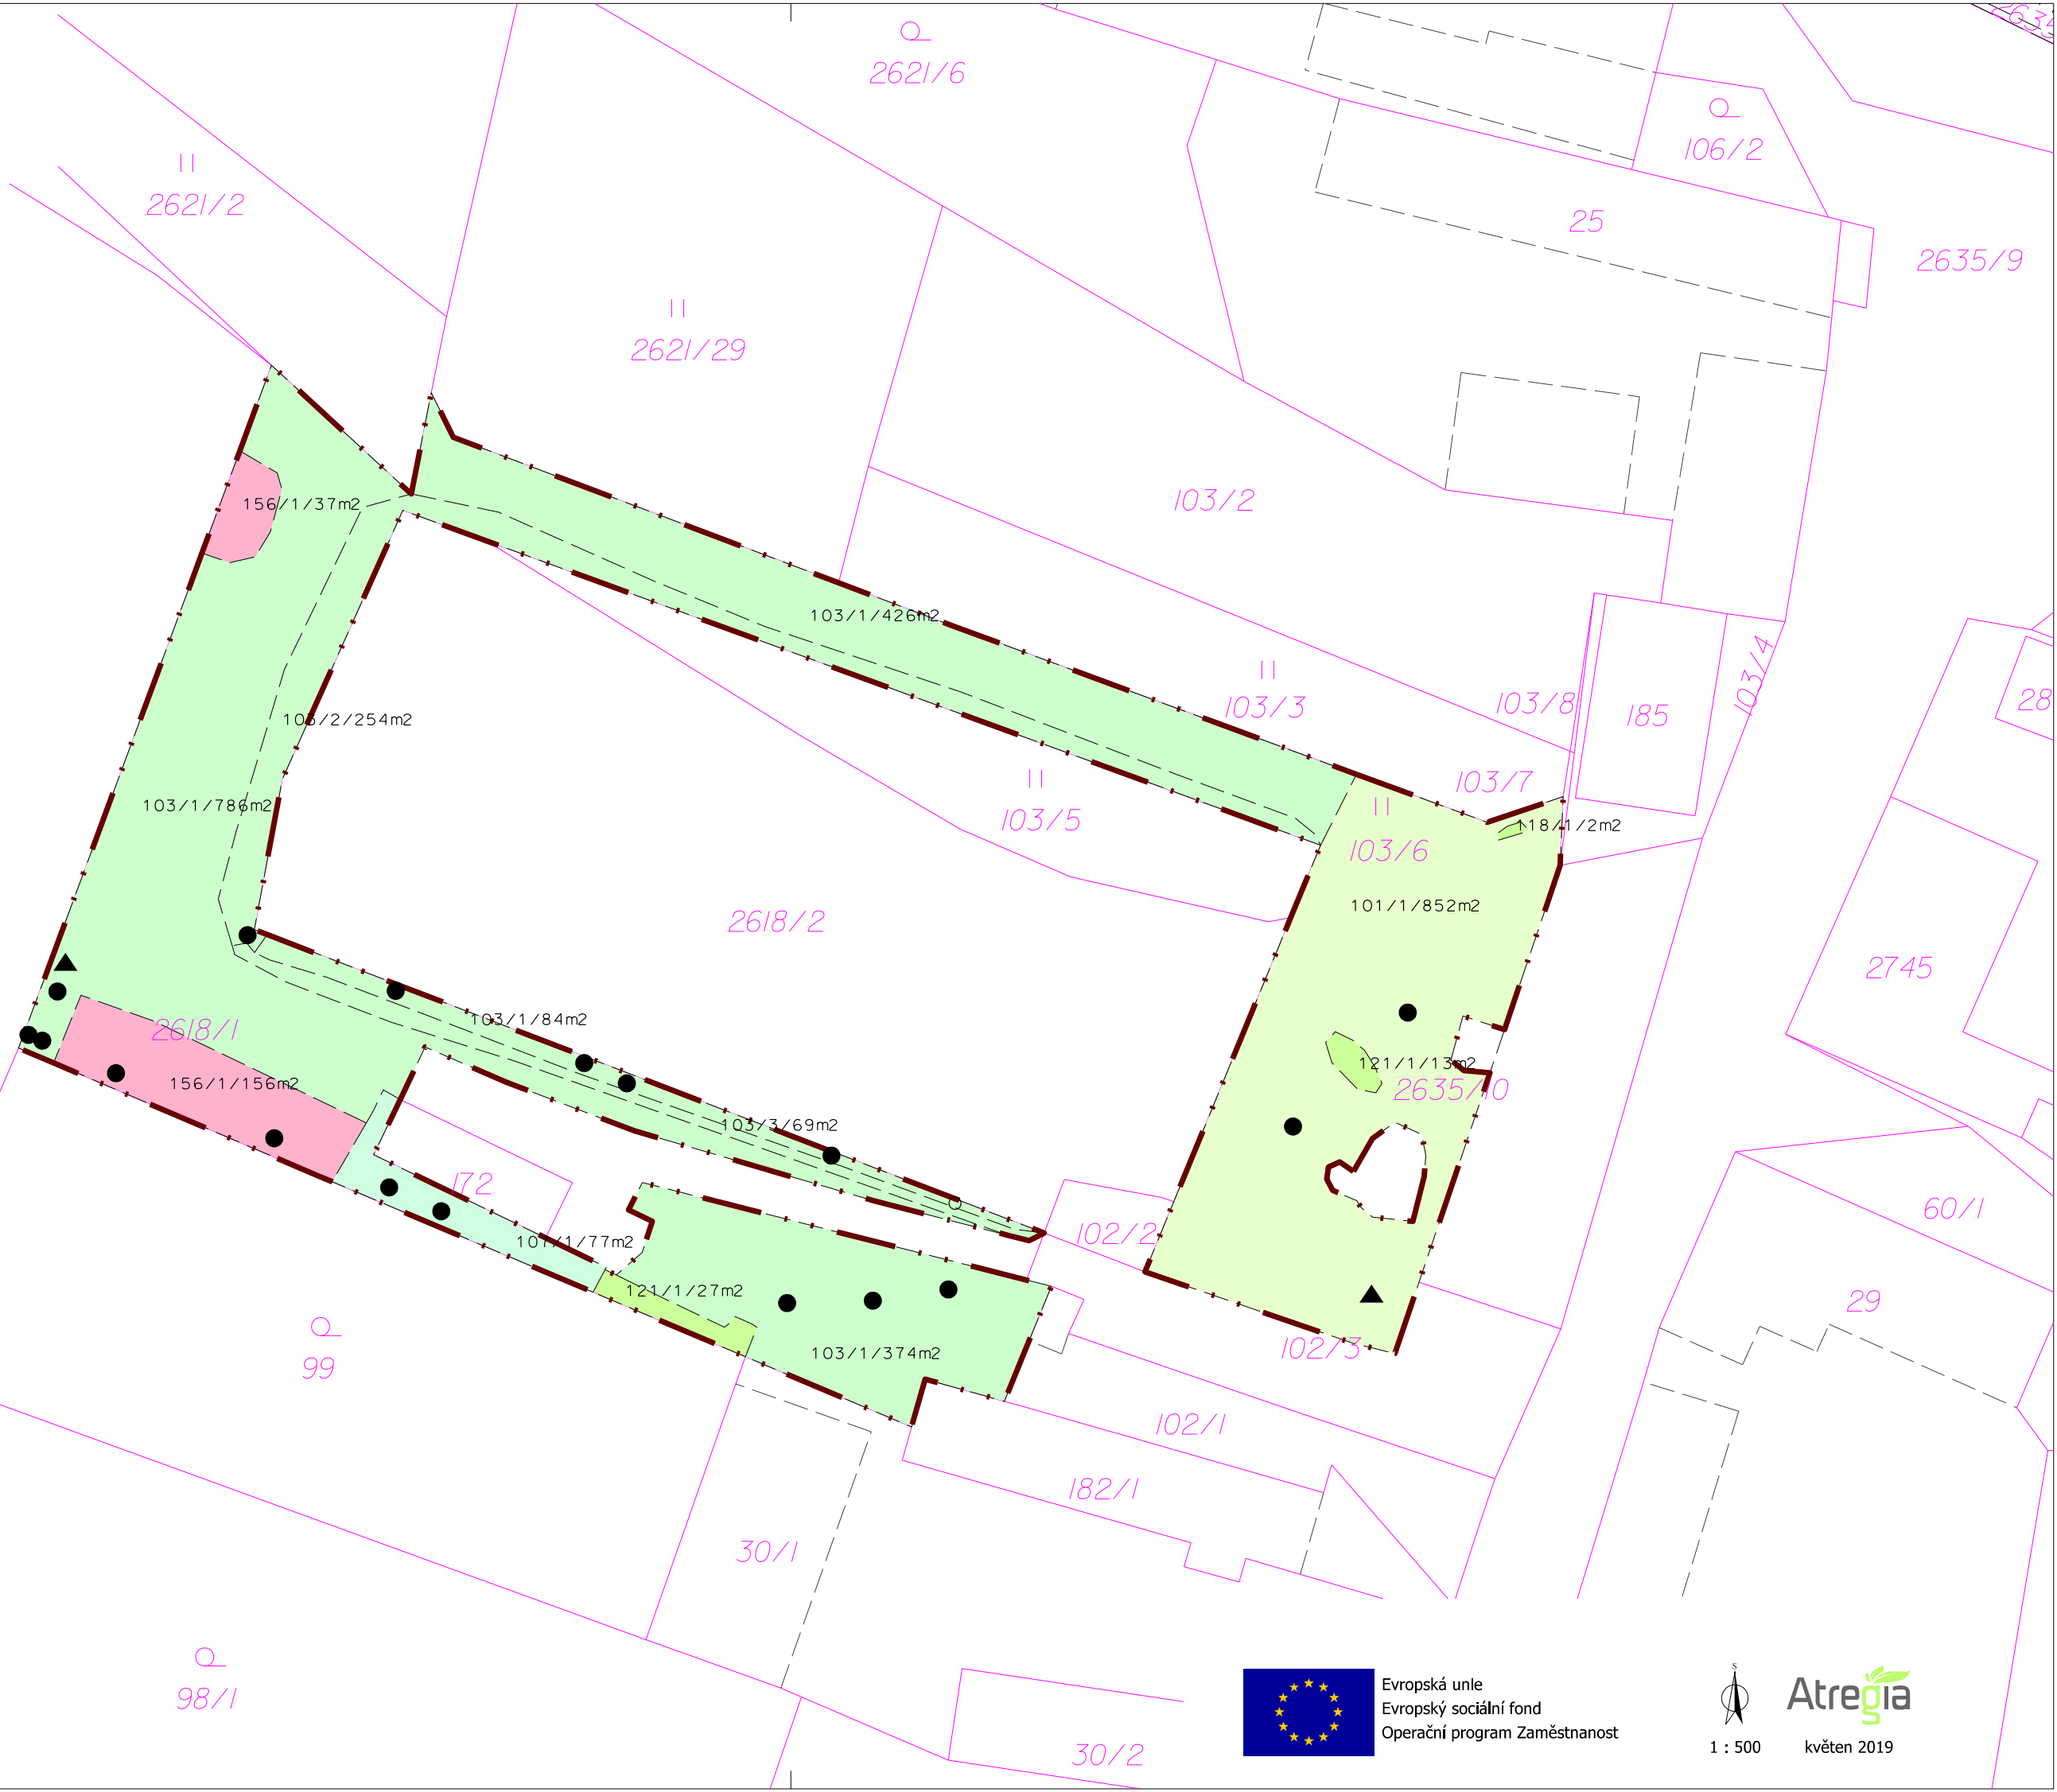 2621/6
2635
106/2
2621/2
25
2635/9
2621/29
103/2
156/1/37m2
103/1/426m2
103/4
103/3
103/8
185
28
2/254m2
103/7
103/1/786m2
103/5
118/1/2m2
103/6
101/1/852m2
2618/2
2745
103/1/84m2
2618/1
121/1/13m2
156/1/156m2
2635/10
103/3/69m2
172
60/1
102/2
107/1/77m2
121/1/27m2
29
102/3
103/1/374m2
99
102/1
182/1
30/1
98/1
30/2
Evropská unie
Evropský sociální fond
Operační program Zaměstnanost
S
1 : 500
Atregia
květen 2019